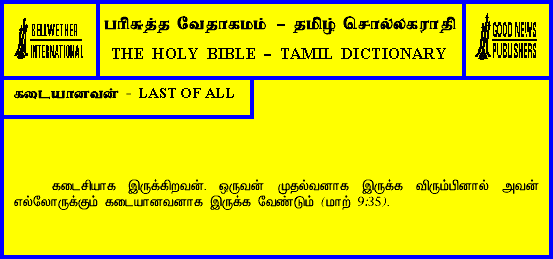 BELLWETHER
INTERNATIONAL
பரிசுத்த வேதாகமம் – தமிழ் சொல்லகராதி
THE HOLY BIBLE – TAMIL DICTIONARY
GOOD NEWS
PUBLISHERS
கடையானவன் - LAST OF ALL
கடைசியாக இருக்கிறவன். ஒருவன் முதல்வனாக இருக்க விரும்பினால் அவன்
எல்லோருக்கும் கடையானவனாக இருக்க வேண்டும் (மாற் 9:35).